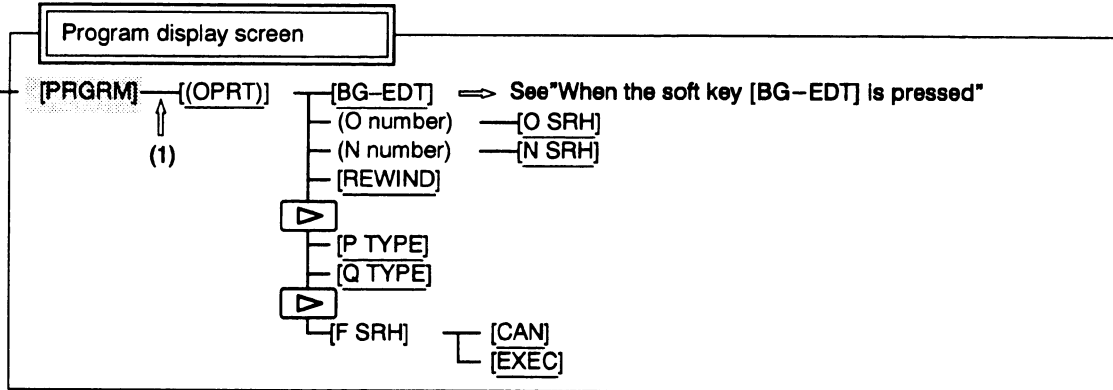 Program display screen
[PRGRM] [(OPRT)] [BG–EDT] ⇒ See"When the soft key [BG–EDT] is pressed"
(O number) [O SRH]
(1) (N number) [N SRH]
[REWIND]
[P TYPE]
[Q TYPE]
[F SRH] [CAN]
[EXEC]